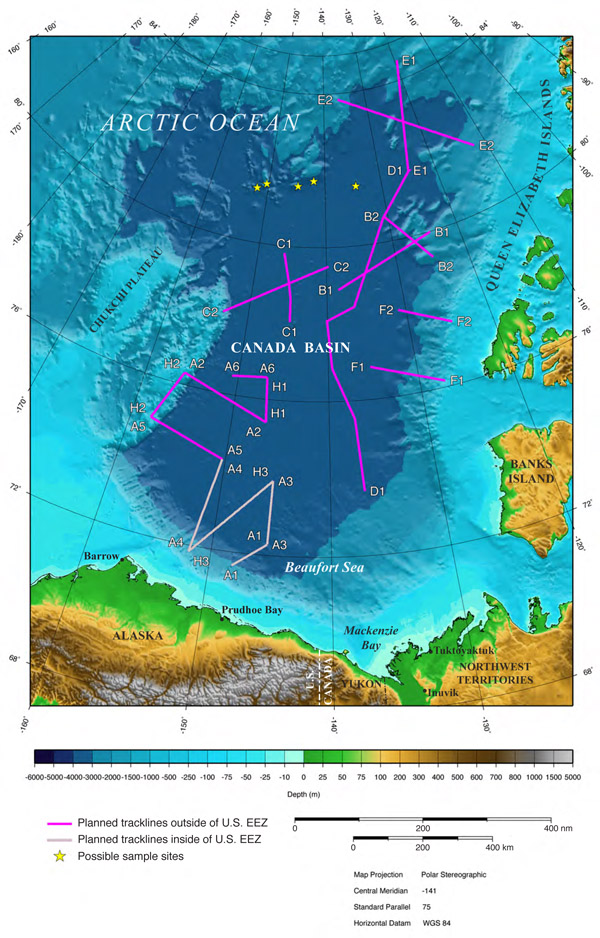 -170°
84°
-180°
-170°
-160°
-150°
-140°
-130°
-120°
-110°
-100°
84°
-90°
160°
80°
170°
-180°
76°
-170°
72°
68°
-160°
-90°
80°
-100°
-110°
76°
72°
-120°
68°
-150°
-140°
-130°
E1
E2
ARCTIC OCEAN
E2
QUEEN ELIZABETH ISLANDS
D1
E1
B2
B1
C1
B2
C2
CHUKCHI PLATEAU
B1
C2
F2
F2
C1
CANADA BASIN
H2
A2
A6
A6
F1
H1
F1
H2
H1
A5
A2
A5
A4
H3
A3
BANKS
ISLAND
D1
A1
A4
A3
H3
A1
Beaufort Sea
Barrow
Prudhoe Bay
ALASKA
Mackenzie
Bay
Tuktoyaktuk
NORTHWEST
TERRITORIES
U.S.
CANADA
YUKON
Inuvik
-6000 -5000 -4000 -3000 -2000 -1000 -500 -250 -50 -25 -10 0 25 50 75 100 200 300 400 500 600 700 1000 1500 5000
Depth (m)
Planned tracklines outside of U.S. EEZ
Planned tracklines inside of U.S. EEZ
Possible sample sites
0 200 400 nm
0 200 400 km
Map Projection Polar Stereographic
Central Meridian -141
Standard Parallel 75
Horizontal Datam WGS 84